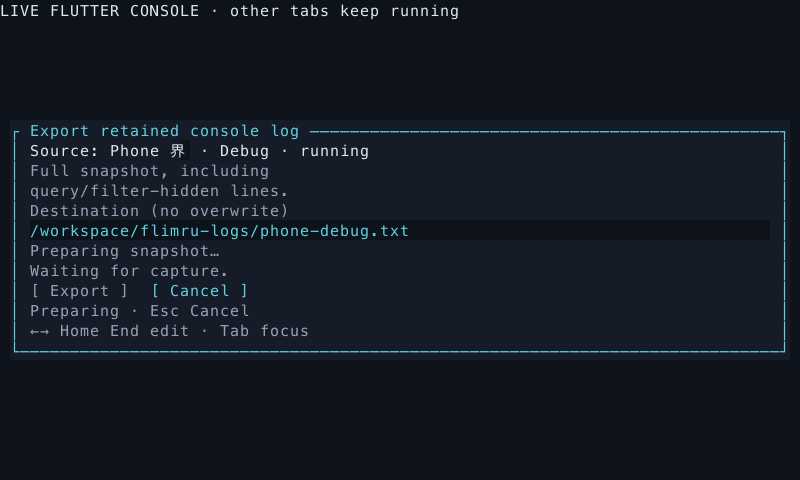 LIVE FLUTTER CONSOLE · other tabs keep running
Export retained console log
Source: Phone 界 · Debug · running
Full snapshot, including
query/filter-hidden lines.
Destination (no overwrite)
/workspace/flimru-logs/phone-debug.txt
Preparing snapshot…
Waiting for capture.
[ Export ] [ Cancel ]
Preparing · Esc Cancel
←→ Home End edit · Tab focus